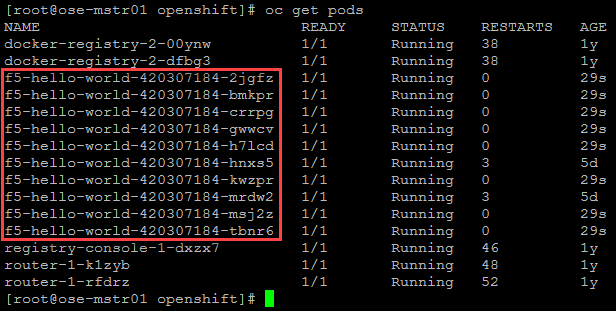 [root@ose-mstr01 openshift]# oc get pods
NAME READY STATUS RESTARTS AGE
docker-registry-2-00ynw 1/1 Running 38 1y
docker-registry-2-dfbg3 1/1 Running 38 1y
f5-hello-world-420307184-2jgfz 1/1 Running 0 29s
f5-hello-world-420307184-bmkpr 1/1 Running 0 29s
f5-hello-world-420307184-crrpg 1/1 Running 0 29s
f5-hello-world-420307184-gwwcv 1/1 Running 0 29s
f5-hello-world-420307184-h7lcd 1/1 Running 0 29s
f5-hello-world-420307184-hnxs5 1/1 Running 3 5d
f5-hello-world-420307184-kwzpr 1/1 Running 0 29s
f5-hello-world-420307184-mrdw2 1/1 Running 3 5d
f5-hello-world-420307184-msj2z 1/1 Running 0 29s
f5-hello-world-420307184-tbnr6 1/1 Running 0 29s
registry-console-1-dxzx7 1/1 Running 46 1y
router-1-k1zyb 1/1 Running 48 1y
router-1-rfdrz 1/1 Running 52 1y
[root@ose-mstr01 openshift]#